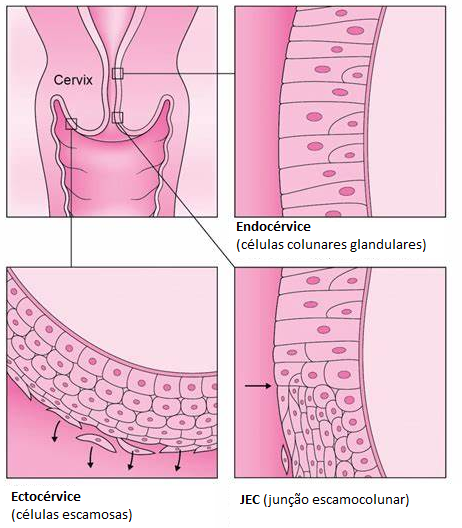 Cervix
Endocérvice
(células colunares glandulares)
Ectocérvice
(células escamosas)
JEC (junção escamocolunar)